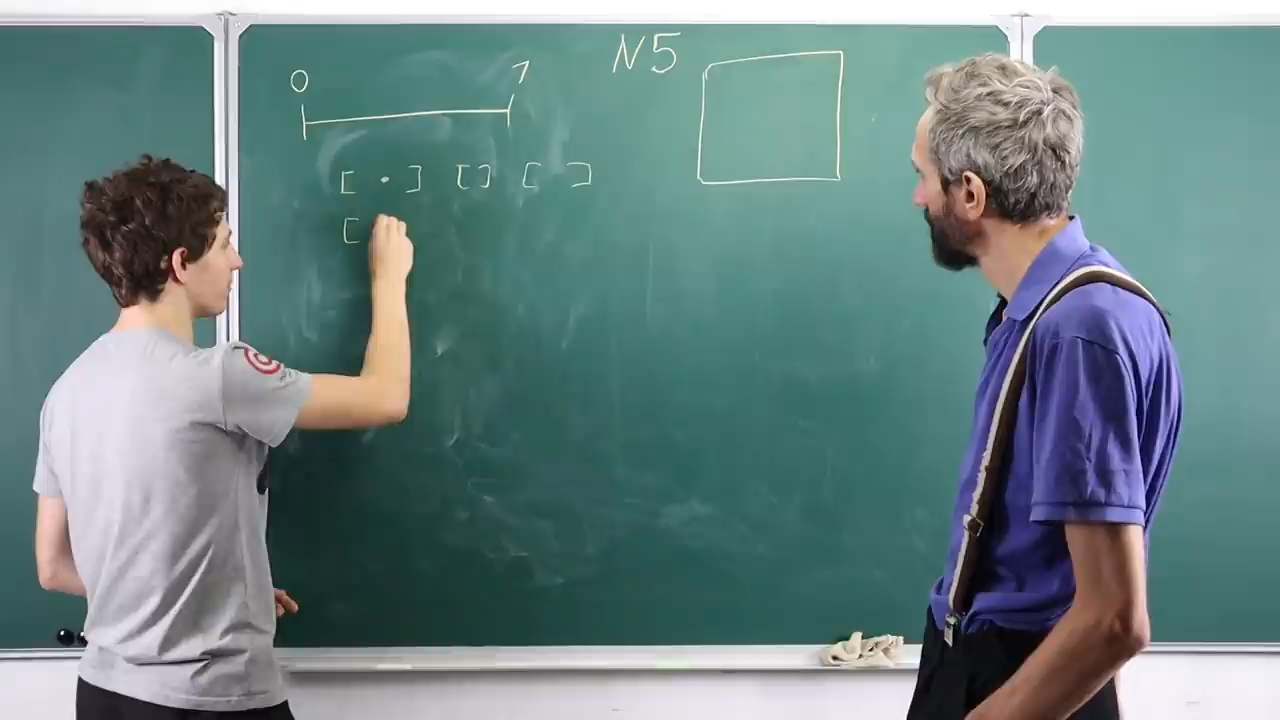 N5
0 1
[ · ] [ ] [ ]
[